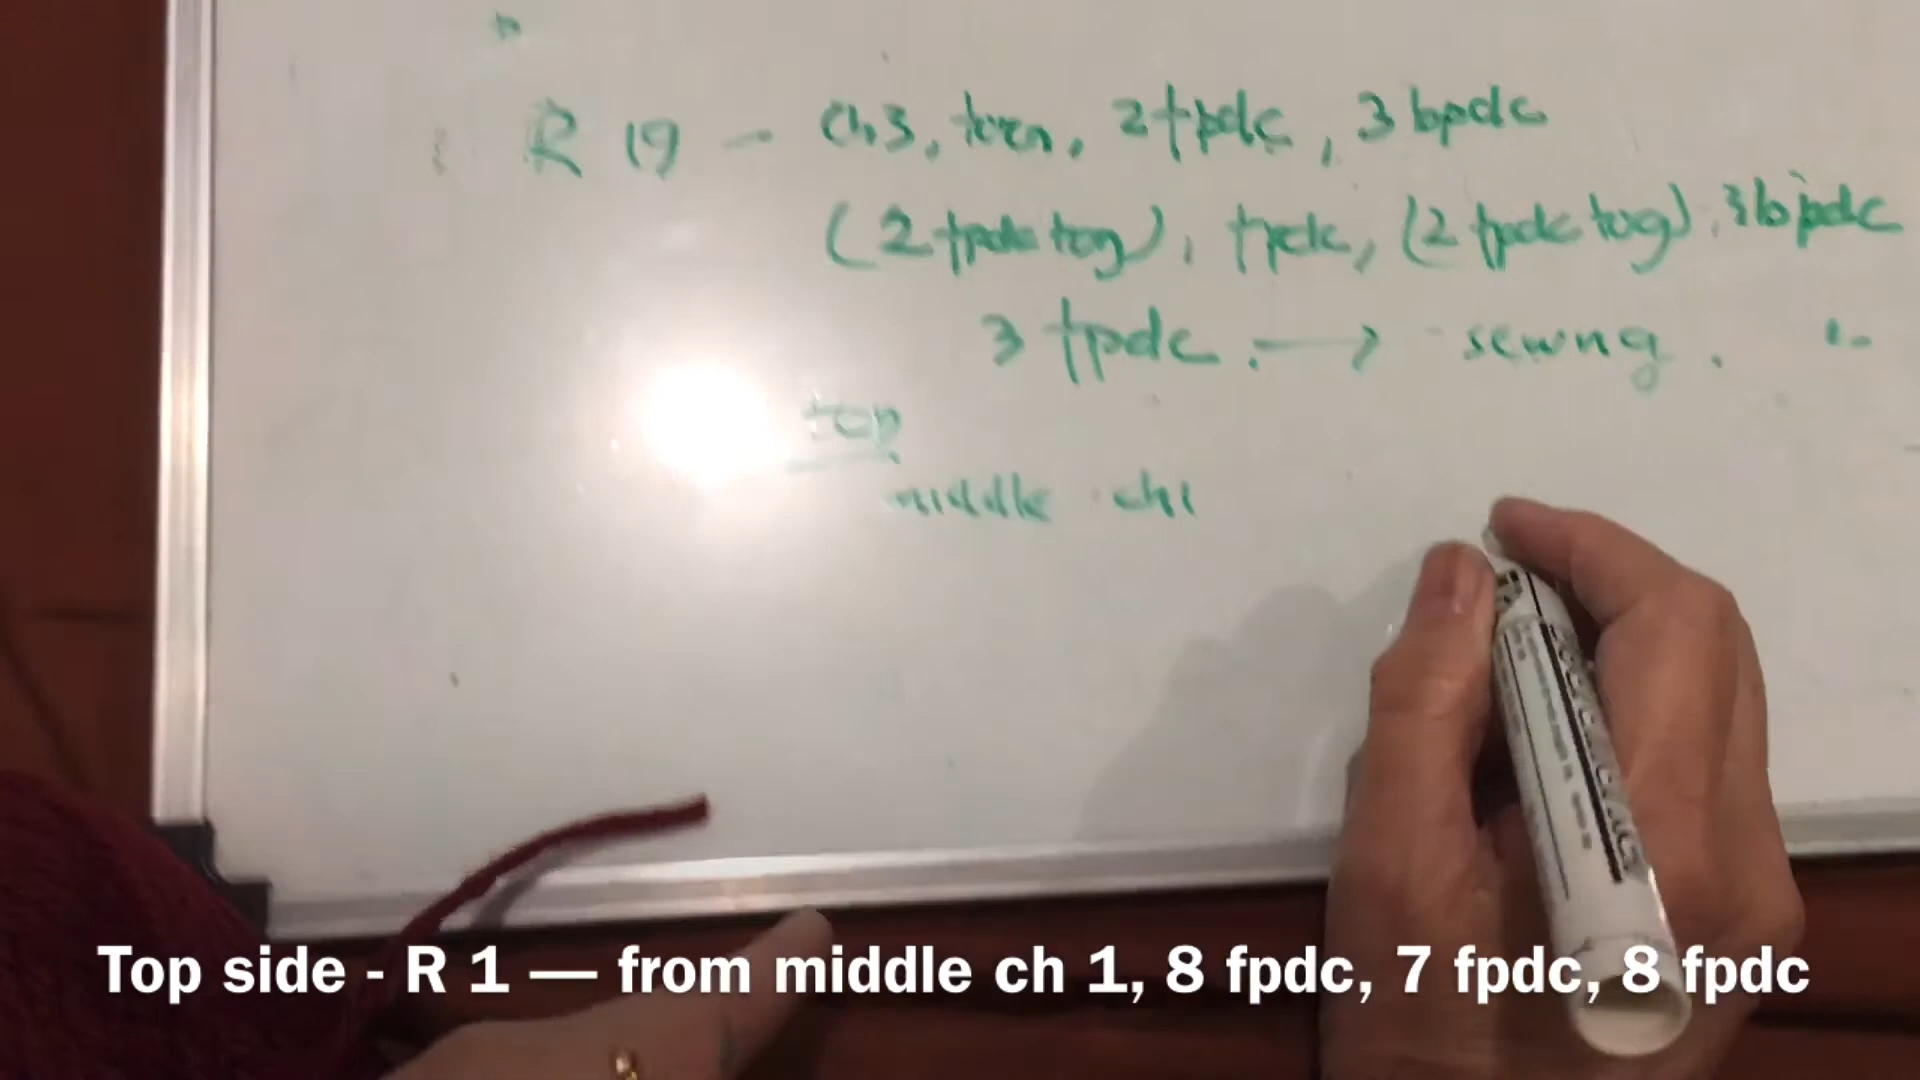 R 19 - ch3, turn, 2 fpdc, 3 bpdc
(2 fpdc tog), fpdc, (2 fpdc tog), 3 bpdc
3 fpdc. → sewng.
top
middle ch1
Top side - R 1 — from middle ch 1, 8 fpdc, 7 fpdc, 8 fpdc